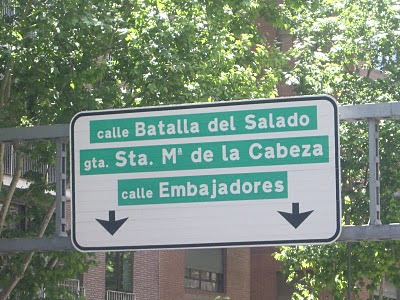 calle Batalla del Salado
gta. Sta. Mª de la Cabeza
calle Embajadores